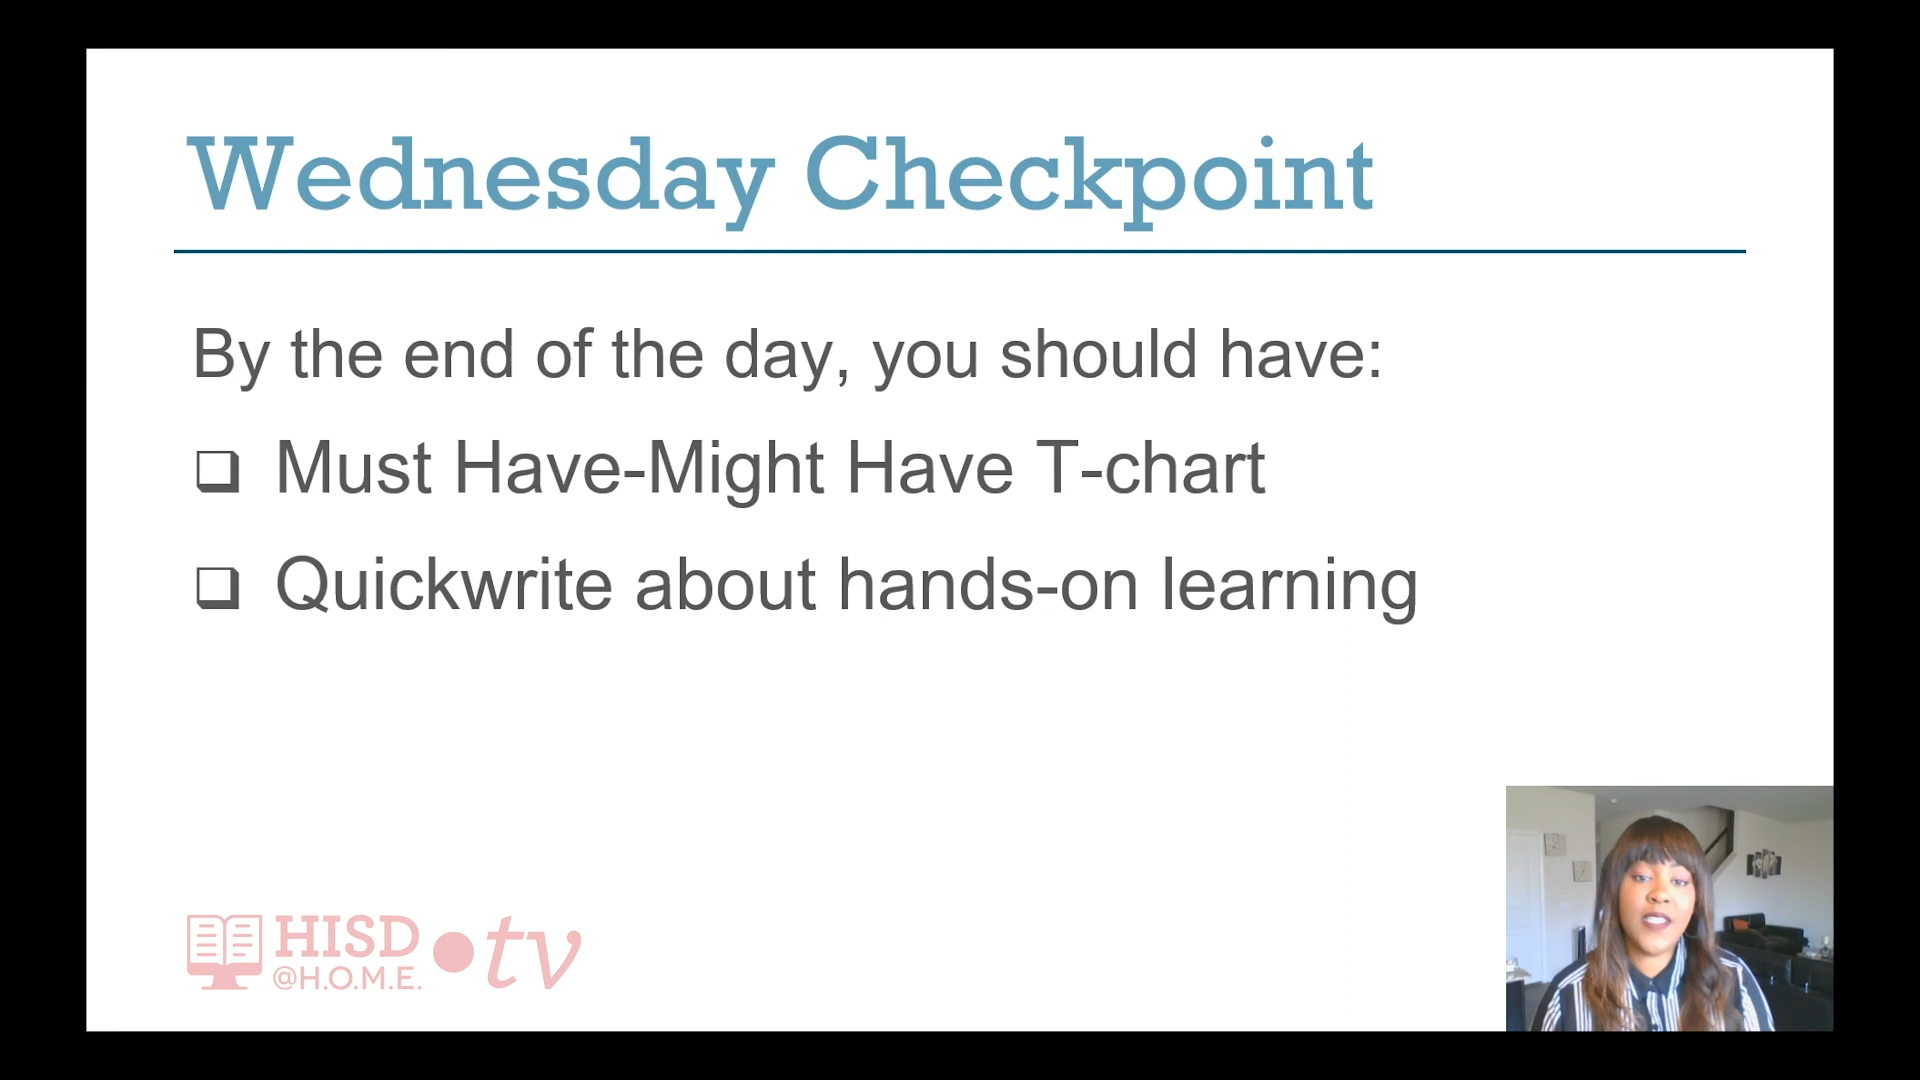 Wednesday Checkpoint
By the end of the day, you should have:
❑ Must Have-Might Have T-chart
❑ Quickwrite about hands-on learning
HISD
@H.O.M.E.
tv